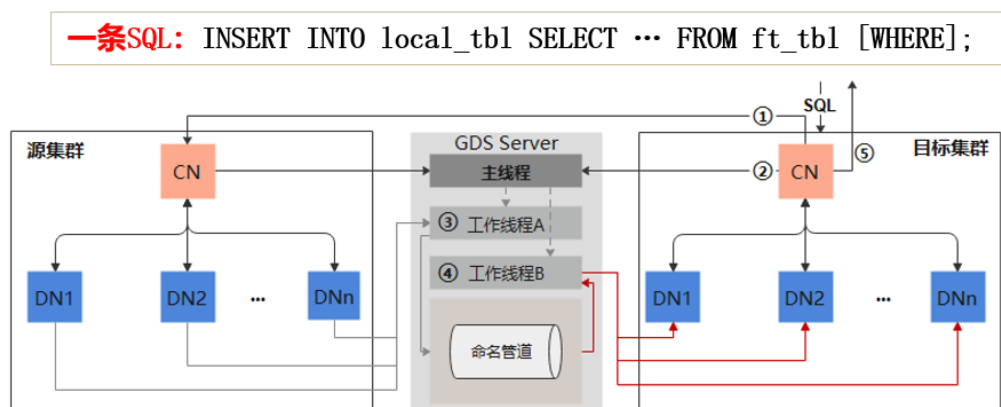 一条SQL: INSERT INTO local_tbl SELECT … FROM ft_tbl [WHERE];
① SQL
源集群 GDS Server 目标集群
CN 主线程 ② CN ⑤
③ 工作线程A
④ 工作线程B
DN1 DN2 … DNn DN1 DN2 … DNn
命名管道